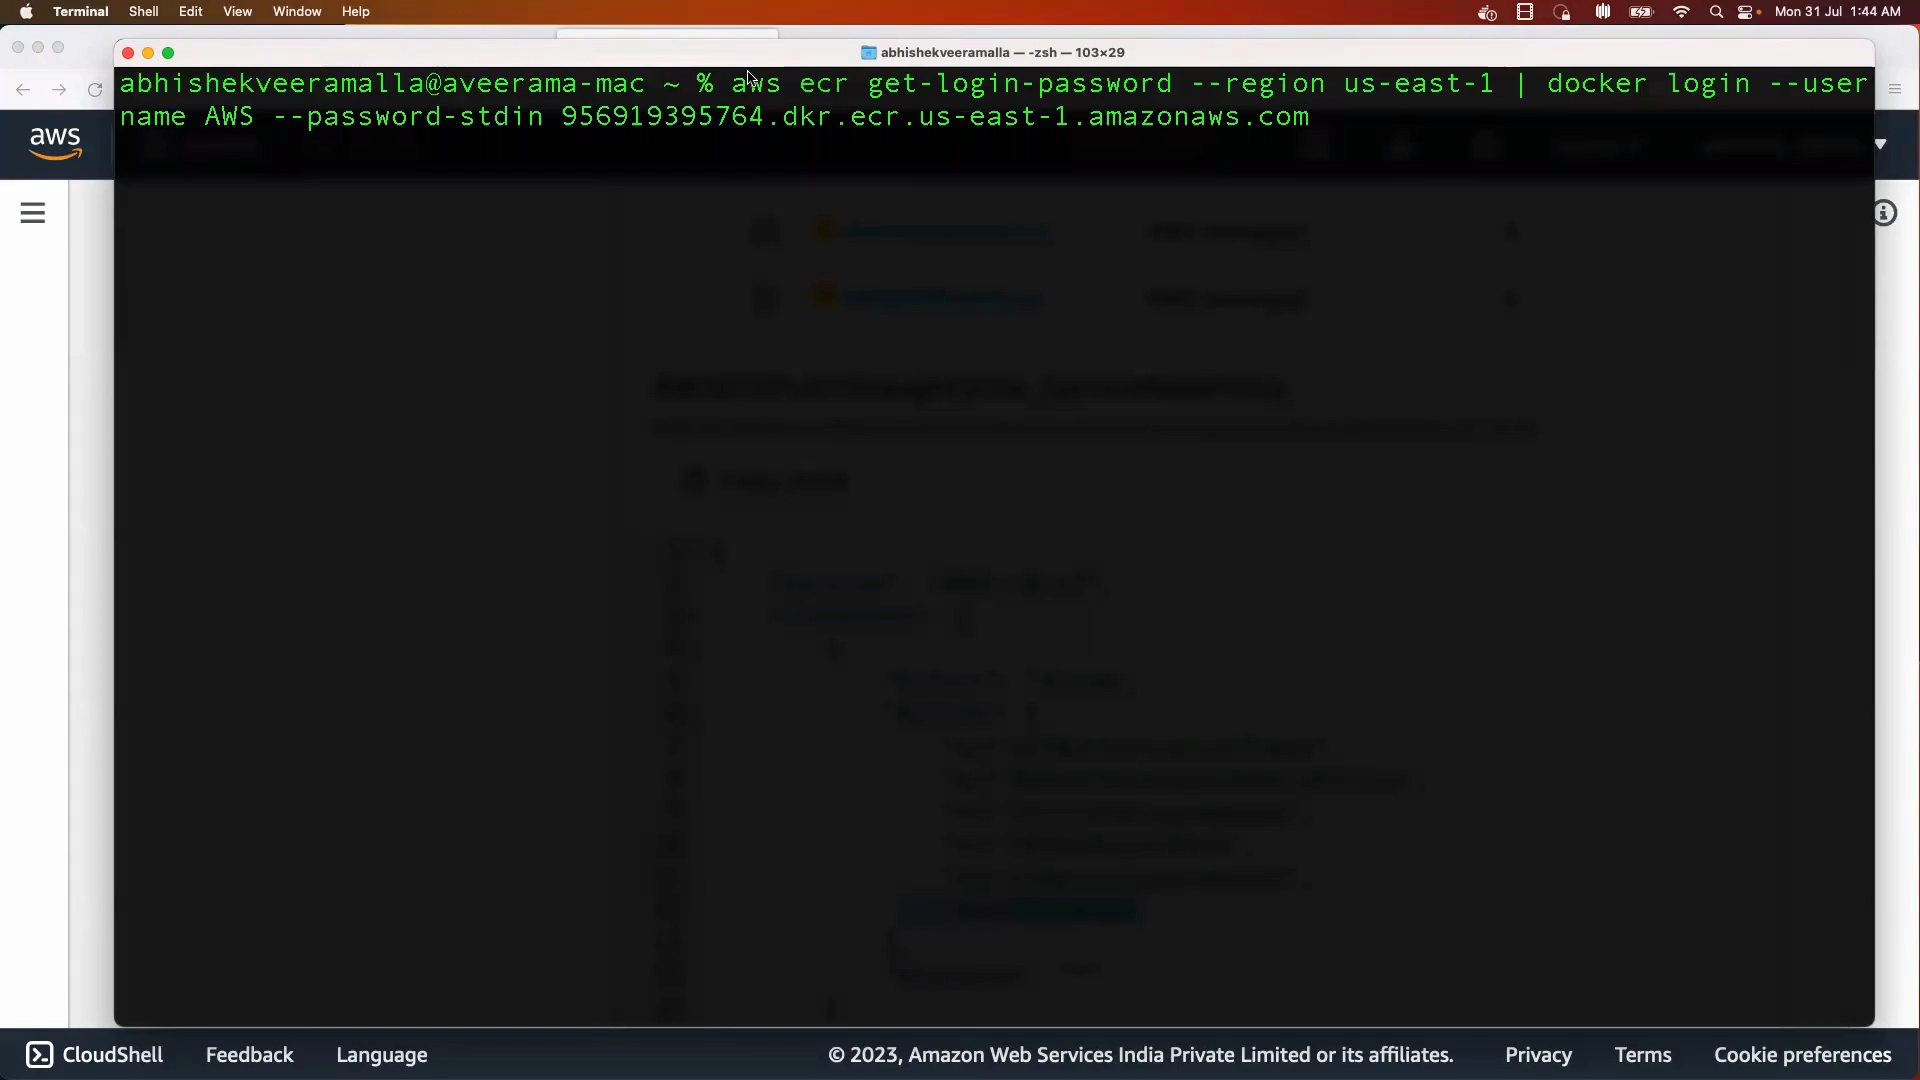 Terminal Shell Edit View Window Help Mon 31 Jul 1:44 AM
abhishekveeramalla — -zsh — 103×29
abhishekveeramalla@aveerama-mac ~ % aws ecr get-login-password --region us-east-1 | docker login --user
name AWS --password-stdin 956919395764.dkr.ecr.us-east-1.amazonaws.com
aws
CloudShell Feedback Language © 2023, Amazon Web Services India Private Limited or its affiliates. Privacy Terms Cookie preferences